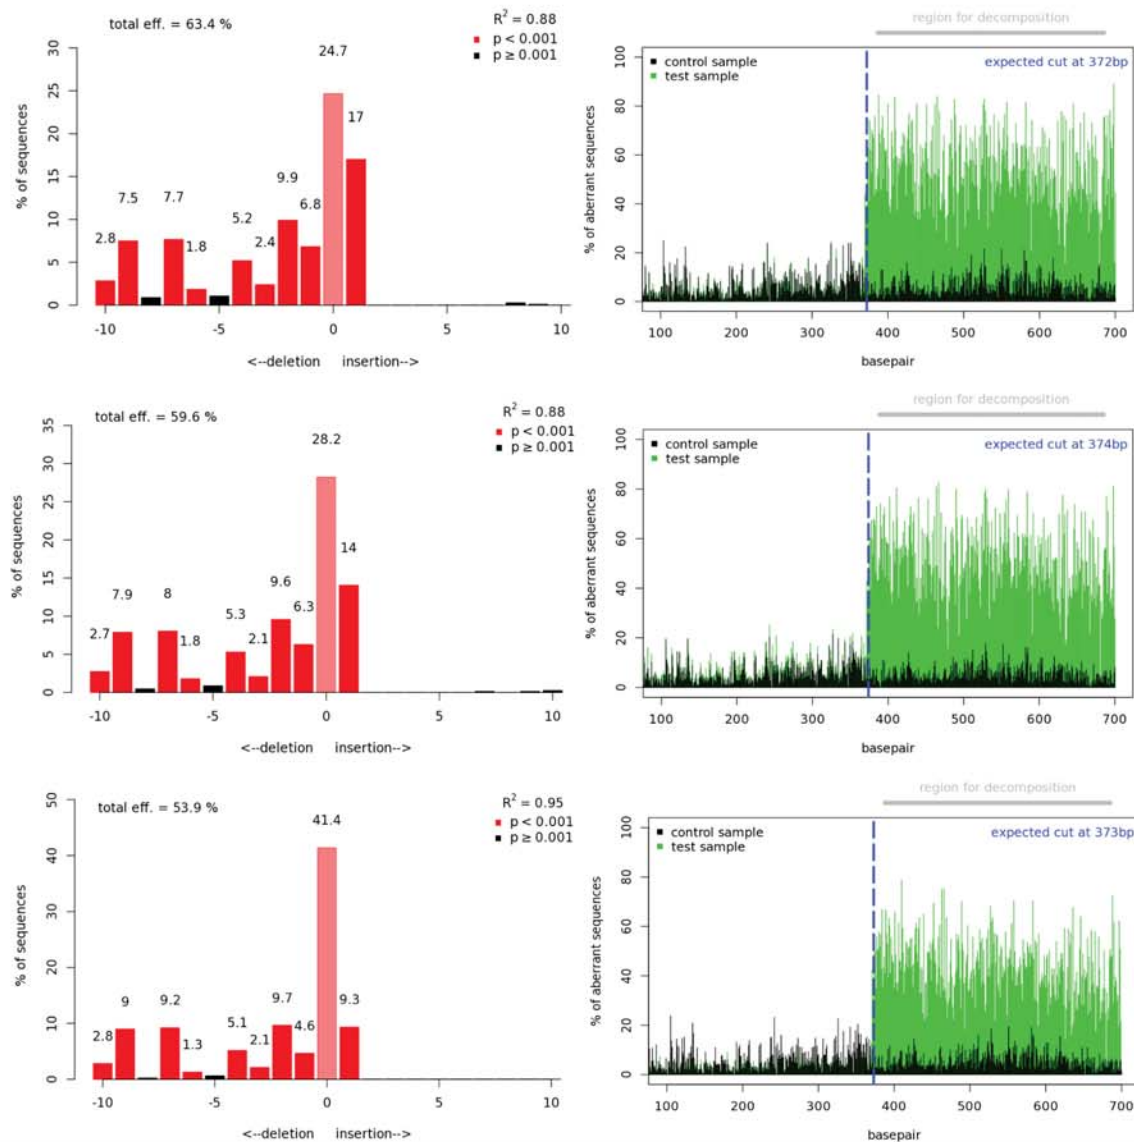 total eff. = 63.4 %
R² = 0.88
p < 0.001
p ≥ 0.001
% of sequences
30
25
20
15
10
5
0
2.8
7.5
7.7
1.8
5.2
2.4
9.9
6.8
24.7
17
-10
-5
0
5
10
<--deletion insertion-->
region for decomposition
control sample
test sample
expected cut at 372bp
% of aberrant sequences
100
80
60
40
20
0
100
200
300
400
500
600
700
basepair
total eff. = 59.6 %
R² = 0.88
p < 0.001
p ≥ 0.001
% of sequences
35
30
25
20
15
10
5
0
2.7
7.9
8
1.8
5.3
2.1
9.6
6.3
28.2
14
-10
-5
0
5
10
<--deletion insertion-->
region for decomposition
control sample
test sample
expected cut at 374bp
% of aberrant sequences
100
80
60
40
20
0
100
200
300
400
500
600
700
basepair
total eff. = 53.9 %
R² = 0.95
p < 0.001
p ≥ 0.001
% of sequences
50
40
30
20
10
0
2.8
9
9.2
1.3
5.1
2.1
9.7
4.6
41.4
9.3
-10
-5
0
5
10
<--deletion insertion-->
region for decomposition
control sample
test sample
expected cut at 373bp
% of aberrant sequences
100
80
60
40
20
0
100
200
300
400
500
600
700
basepair